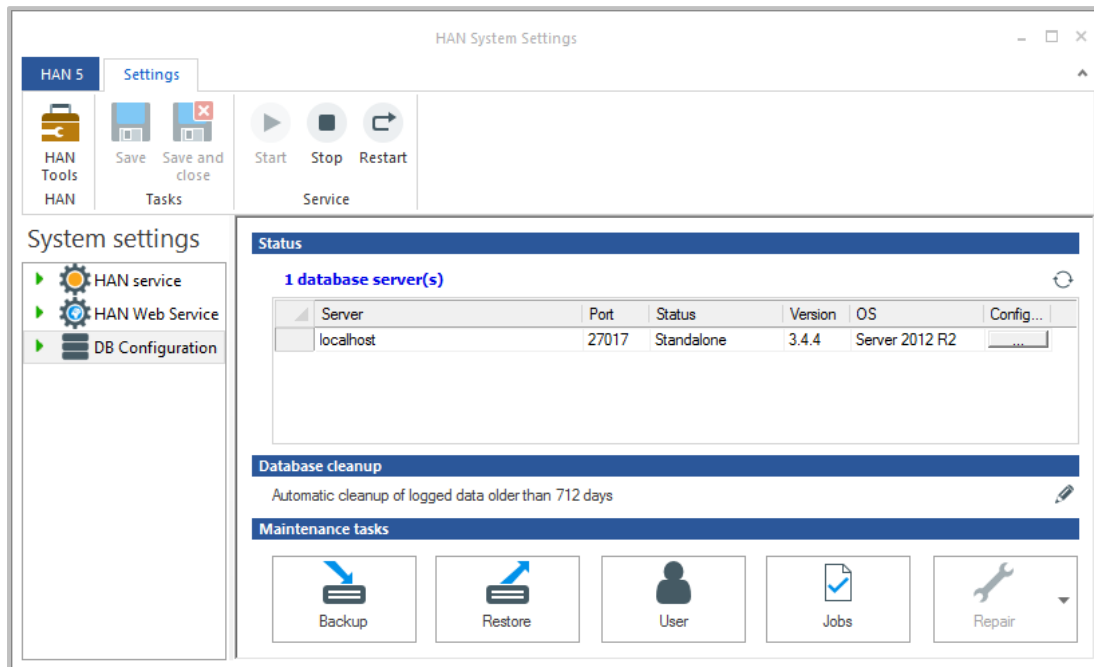 HAN System Settings
HAN 5 Settings
HAN Tools Save Save and close Start Stop Restart
HAN Tasks Service
System settings
HAN service
HAN Web Service
DB Configuration
Status
1 database server(s)
Server Port Status Version OS Config...
localhost 27017 Standalone 3.4.4 Server 2012 R2 ...
Database cleanup
Automatic cleanup of logged data older than 712 days
Maintenance tasks
Backup Restore User Jobs Repair